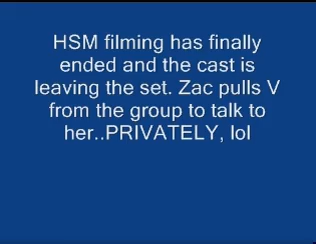 HSM filming has finally
ended and the cast is
leaving the set. Zac pulls V
from the group to talk to
her..PRIVATELY, lol